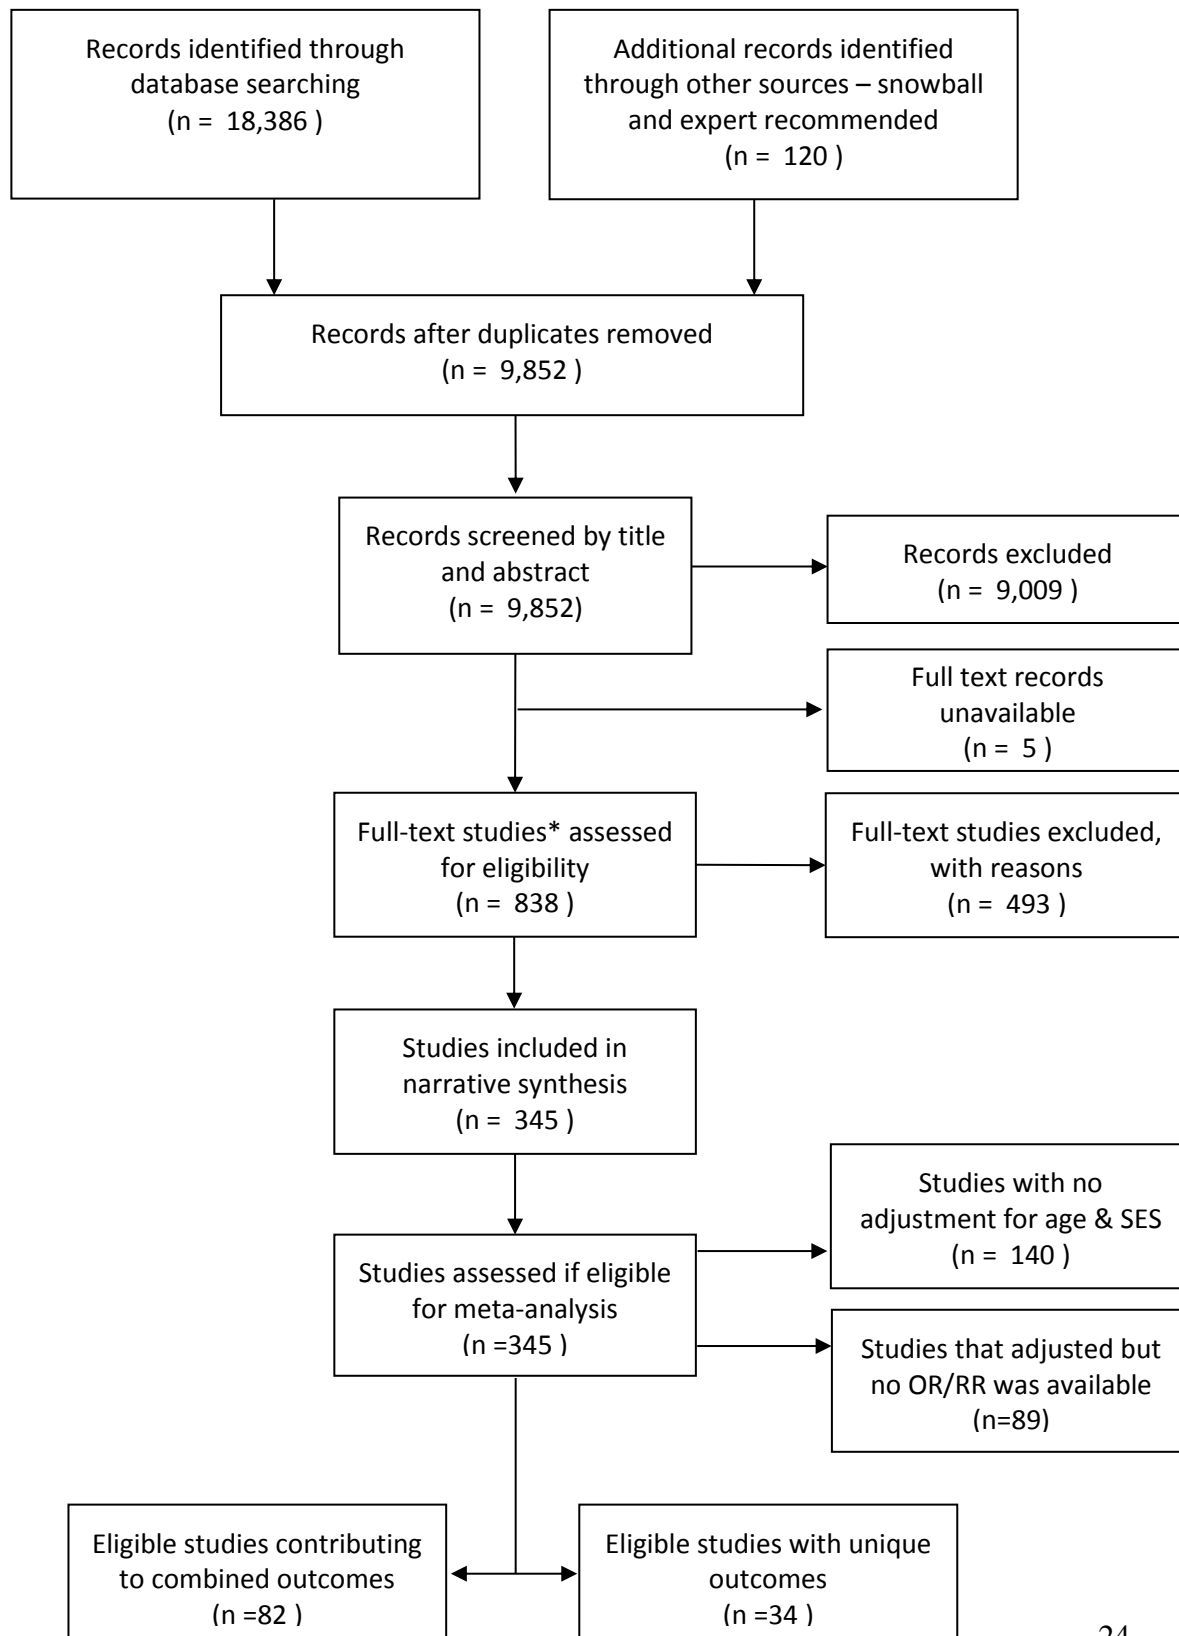 Records identified through
database searching
(n = 18,386 )
Additional records identified
through other sources – snowball
and expert recommended
(n = 120 )
Records after duplicates removed
(n = 9,852 )
Records screened by title
and abstract
(n = 9,852)
Records excluded
(n = 9,009 )
Full text records
unavailable
(n = 5 )
Full-text studies* assessed
for eligibility
(n = 838 )
Full-text studies excluded,
with reasons
(n = 493 )
Studies included in
narrative synthesis
(n = 345 )
Studies with no
adjustment for age & SES
(n = 140 )
Studies assessed if eligible
for meta-analysis
(n =345 )
Studies that adjusted but
no OR/RR was available
(n=89)
Eligible studies contributing
to combined outcomes
(n =82 )
Eligible studies with unique
outcomes
(n =34 )
24